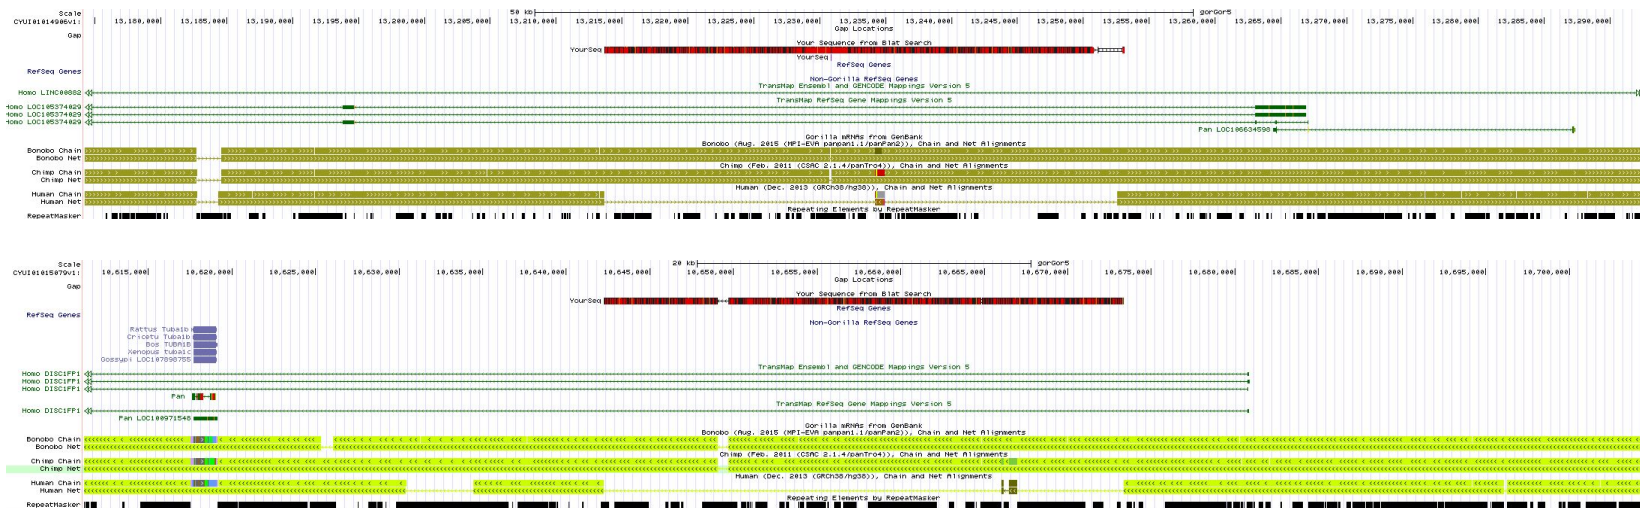 Scale 50 kb gorGor5
CYUI01014906v1: 13,180,000 13,185,000 13,190,000 13,195,000 13,200,000 13,205,000 13,210,000 13,215,000 13,220,000 13,225,000 13,230,000 13,235,000 13,240,000 13,245,000 13,250,000 13,255,000 13,260,000 13,265,000 13,270,000 13,275,000 13,280,000 13,285,000 13,290,000
Gap Locations
Gap
Your Sequence from Blat Search
YourSeq
YourSeq
RefSeq Genes
RefSeq Genes
Non-Gorilla RefSeq Genes
TransMap Ensembl and GENCODE Mappings Version 5
Homo LINC00882
TransMap RefSeq Gene Mappings Version 5
Homo LOC105374029
Homo LOC105374029
Homo LOC105374029
Pan LOC106634598
Gorilla mRNAs from GenBank
Bonobo (Aug. 2015 (MPI-EVA panpan1.1/panPan2)), Chain and Net Alignments
Bonobo Chain
Bonobo Net
Chimp (Feb. 2011 (CSAC 2.1.4/panTro4)), Chain and Net Alignments
Chimp Chain
Chimp Net
Human (Dec. 2013 (GRCh38/hg38)), Chain and Net Alignments
Human Chain
Human Net
Repeating Elements by RepeatMasker
RepeatMasker
Scale 20 kb gorGor5
CYUI01015079v1: 10,615,000 10,620,000 10,625,000 10,630,000 10,635,000 10,640,000 10,645,000 10,650,000 10,655,000 10,660,000 10,665,000 10,670,000 10,675,000 10,680,000 10,685,000 10,690,000 10,695,000 10,700,000
Gap Locations
Gap
Your Sequence from Blat Search
YourSeq
RefSeq Genes
RefSeq Genes
Non-Gorilla RefSeq Genes
Rattus Tuba1b
Cricetu Tuba1b
Bos TUBA1B
Xenopus tuba1c
Gossypi LOC107898755
TransMap Ensembl and GENCODE Mappings Version 5
Homo DISC1FP1
Homo DISC1FP1
Homo DISC1FP1
Pan
TransMap RefSeq Gene Mappings Version 5
Homo DISC1FP1
Pan LOC100971548
Gorilla mRNAs from GenBank
Bonobo (Aug. 2015 (MPI-EVA panpan1.1/panPan2)), Chain and Net Alignments
Bonobo Chain
Bonobo Net
Chimp (Feb. 2011 (CSAC 2.1.4/panTro4)), Chain and Net Alignments
Chimp Chain
Chimp Net
Human (Dec. 2013 (GRCh38/hg38)), Chain and Net Alignments
Human Chain
Human Net
Repeating Elements by RepeatMasker
RepeatMasker